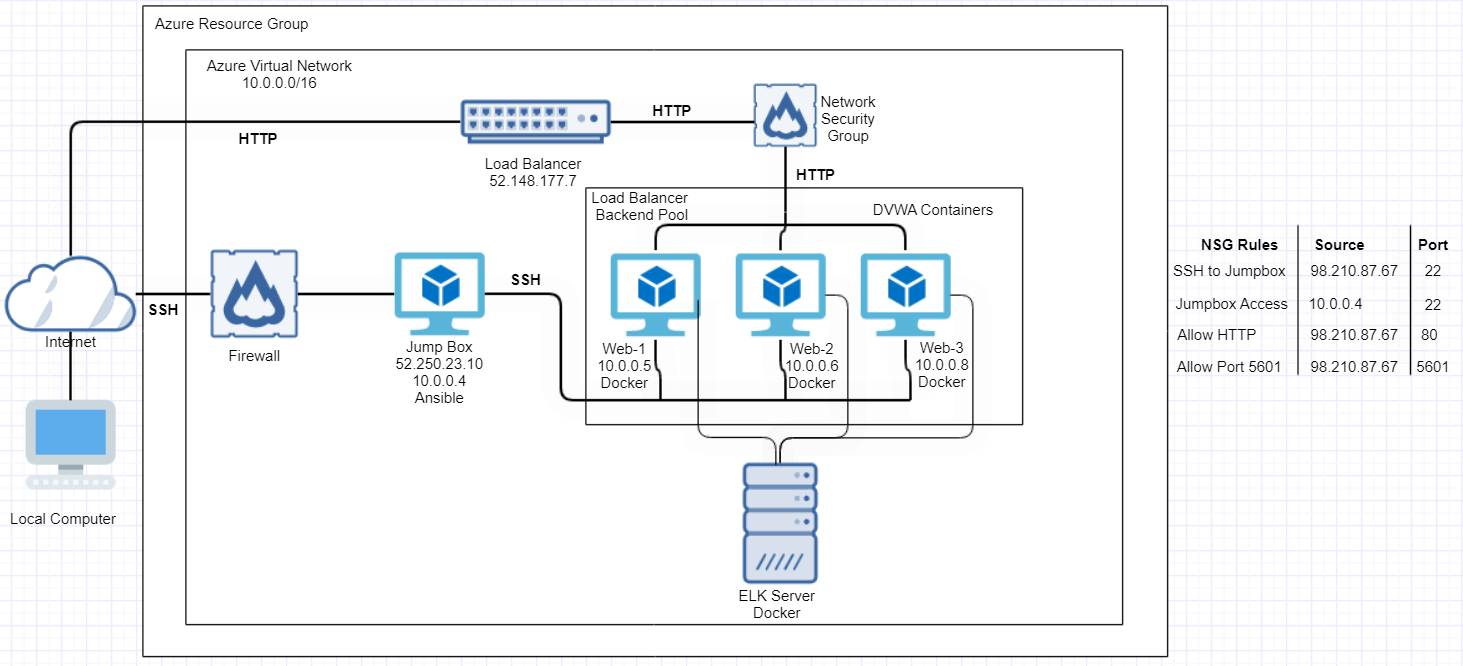 Azure Resource Group
Azure Virtual Network
10.0.0.0/16
HTTP
Load Balancer
52.148.177.7
HTTP
Network
Security
Group
HTTP
Load Balancer
Backend Pool
DVWA Containers
Internet
SSH
Firewall
Jump Box
52.250.23.10
10.0.0.4
Ansible
SSH
Web-1
10.0.0.5
Docker
Web-2
10.0.0.6
Docker
Web-3
10.0.0.8
Docker
Local Computer
ELK Server
Docker
NSG Rules Source Port
SSH to Jumpbox 98.210.87.67 22
Jumpbox Access 10.0.0.4 22
Allow HTTP 98.210.87.67 80
Allow Port 5601 98.210.87.67 5601